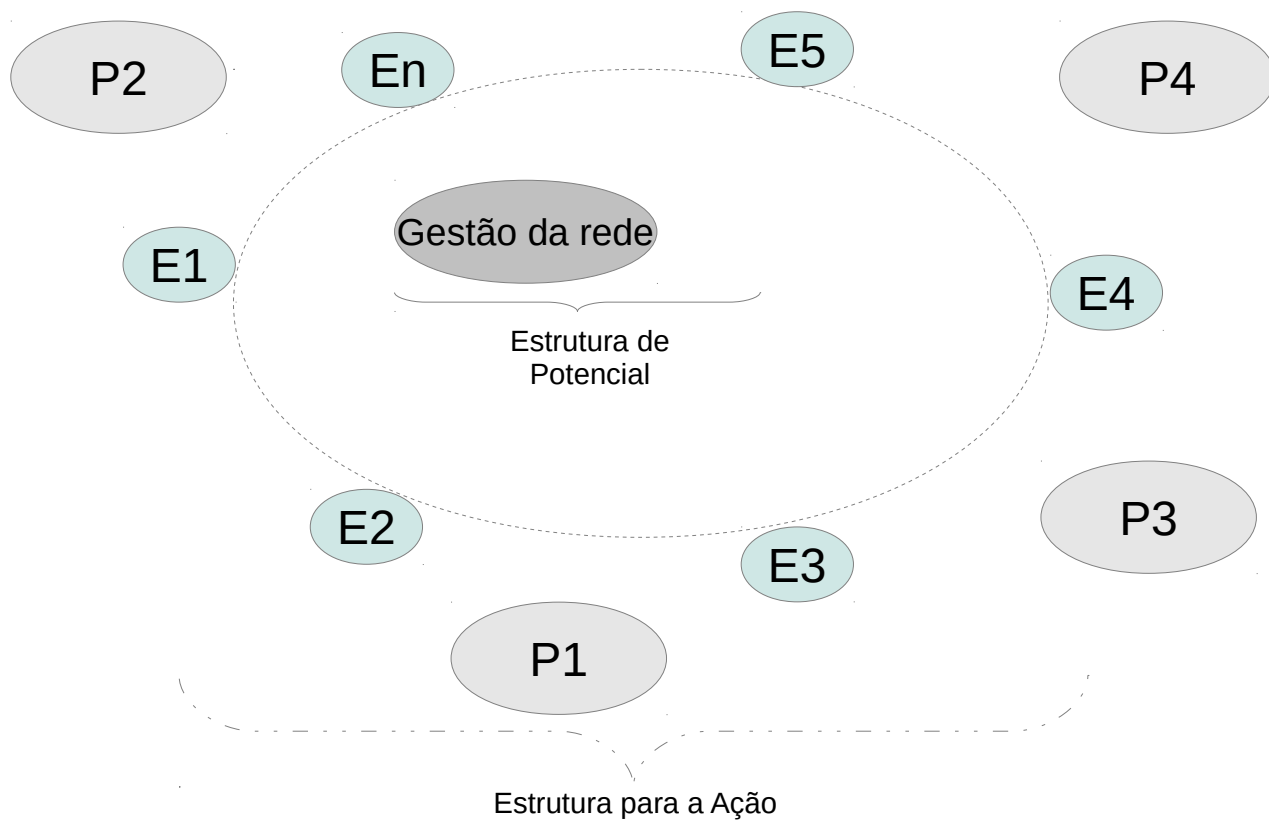 E5
En
P2
P4
Gestão da rede
E1
E4
Estrutura de
Potencial
P3
E2
E3
P1
Estrutura para a Ação